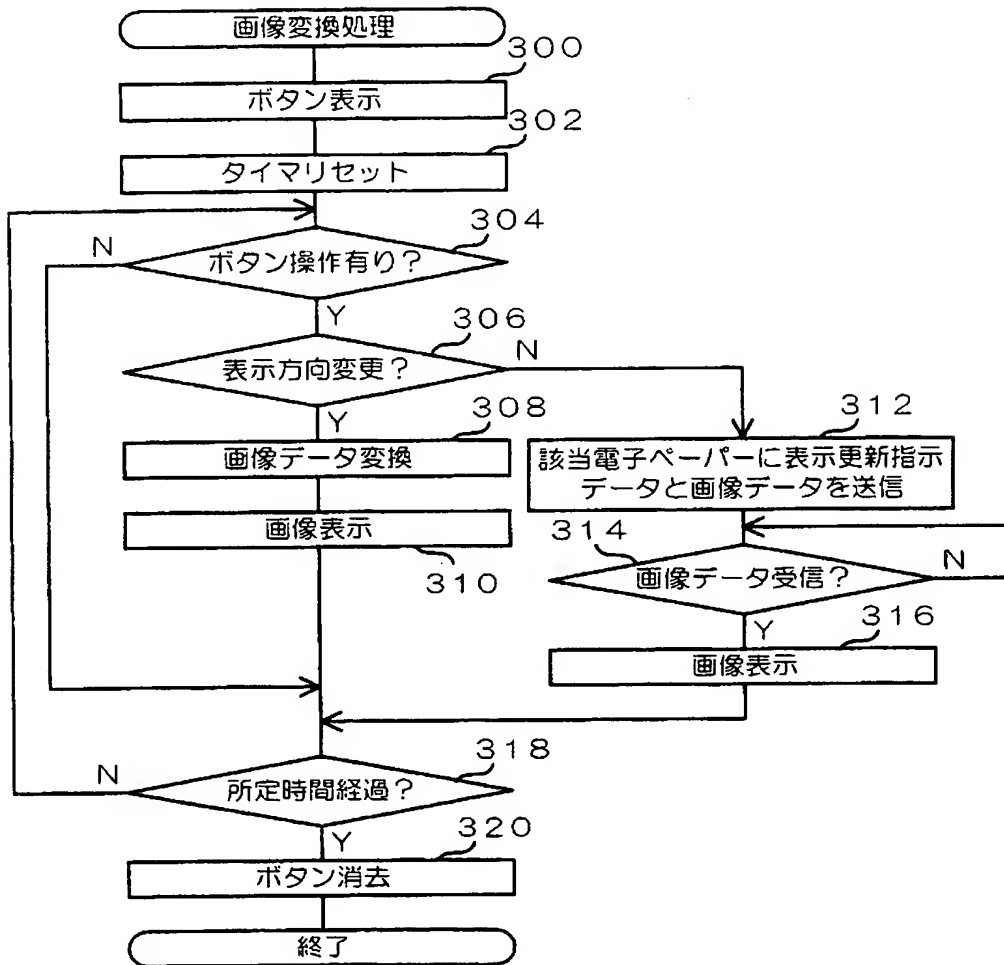 画像変換処理
300
ボタン表示
302
タイマリセット
304
N
ボタン操作有り?
Y
306
表示方向変更?
N
Y
308
画像データ変換
312
該当電子ペーパーに表示更新指示
データと画像データを送信
画像表示
310
314
画像データ受信?
N
Y
316
画像表示
318
N
所定時間経過?
Y
320
ボタン消去
終了